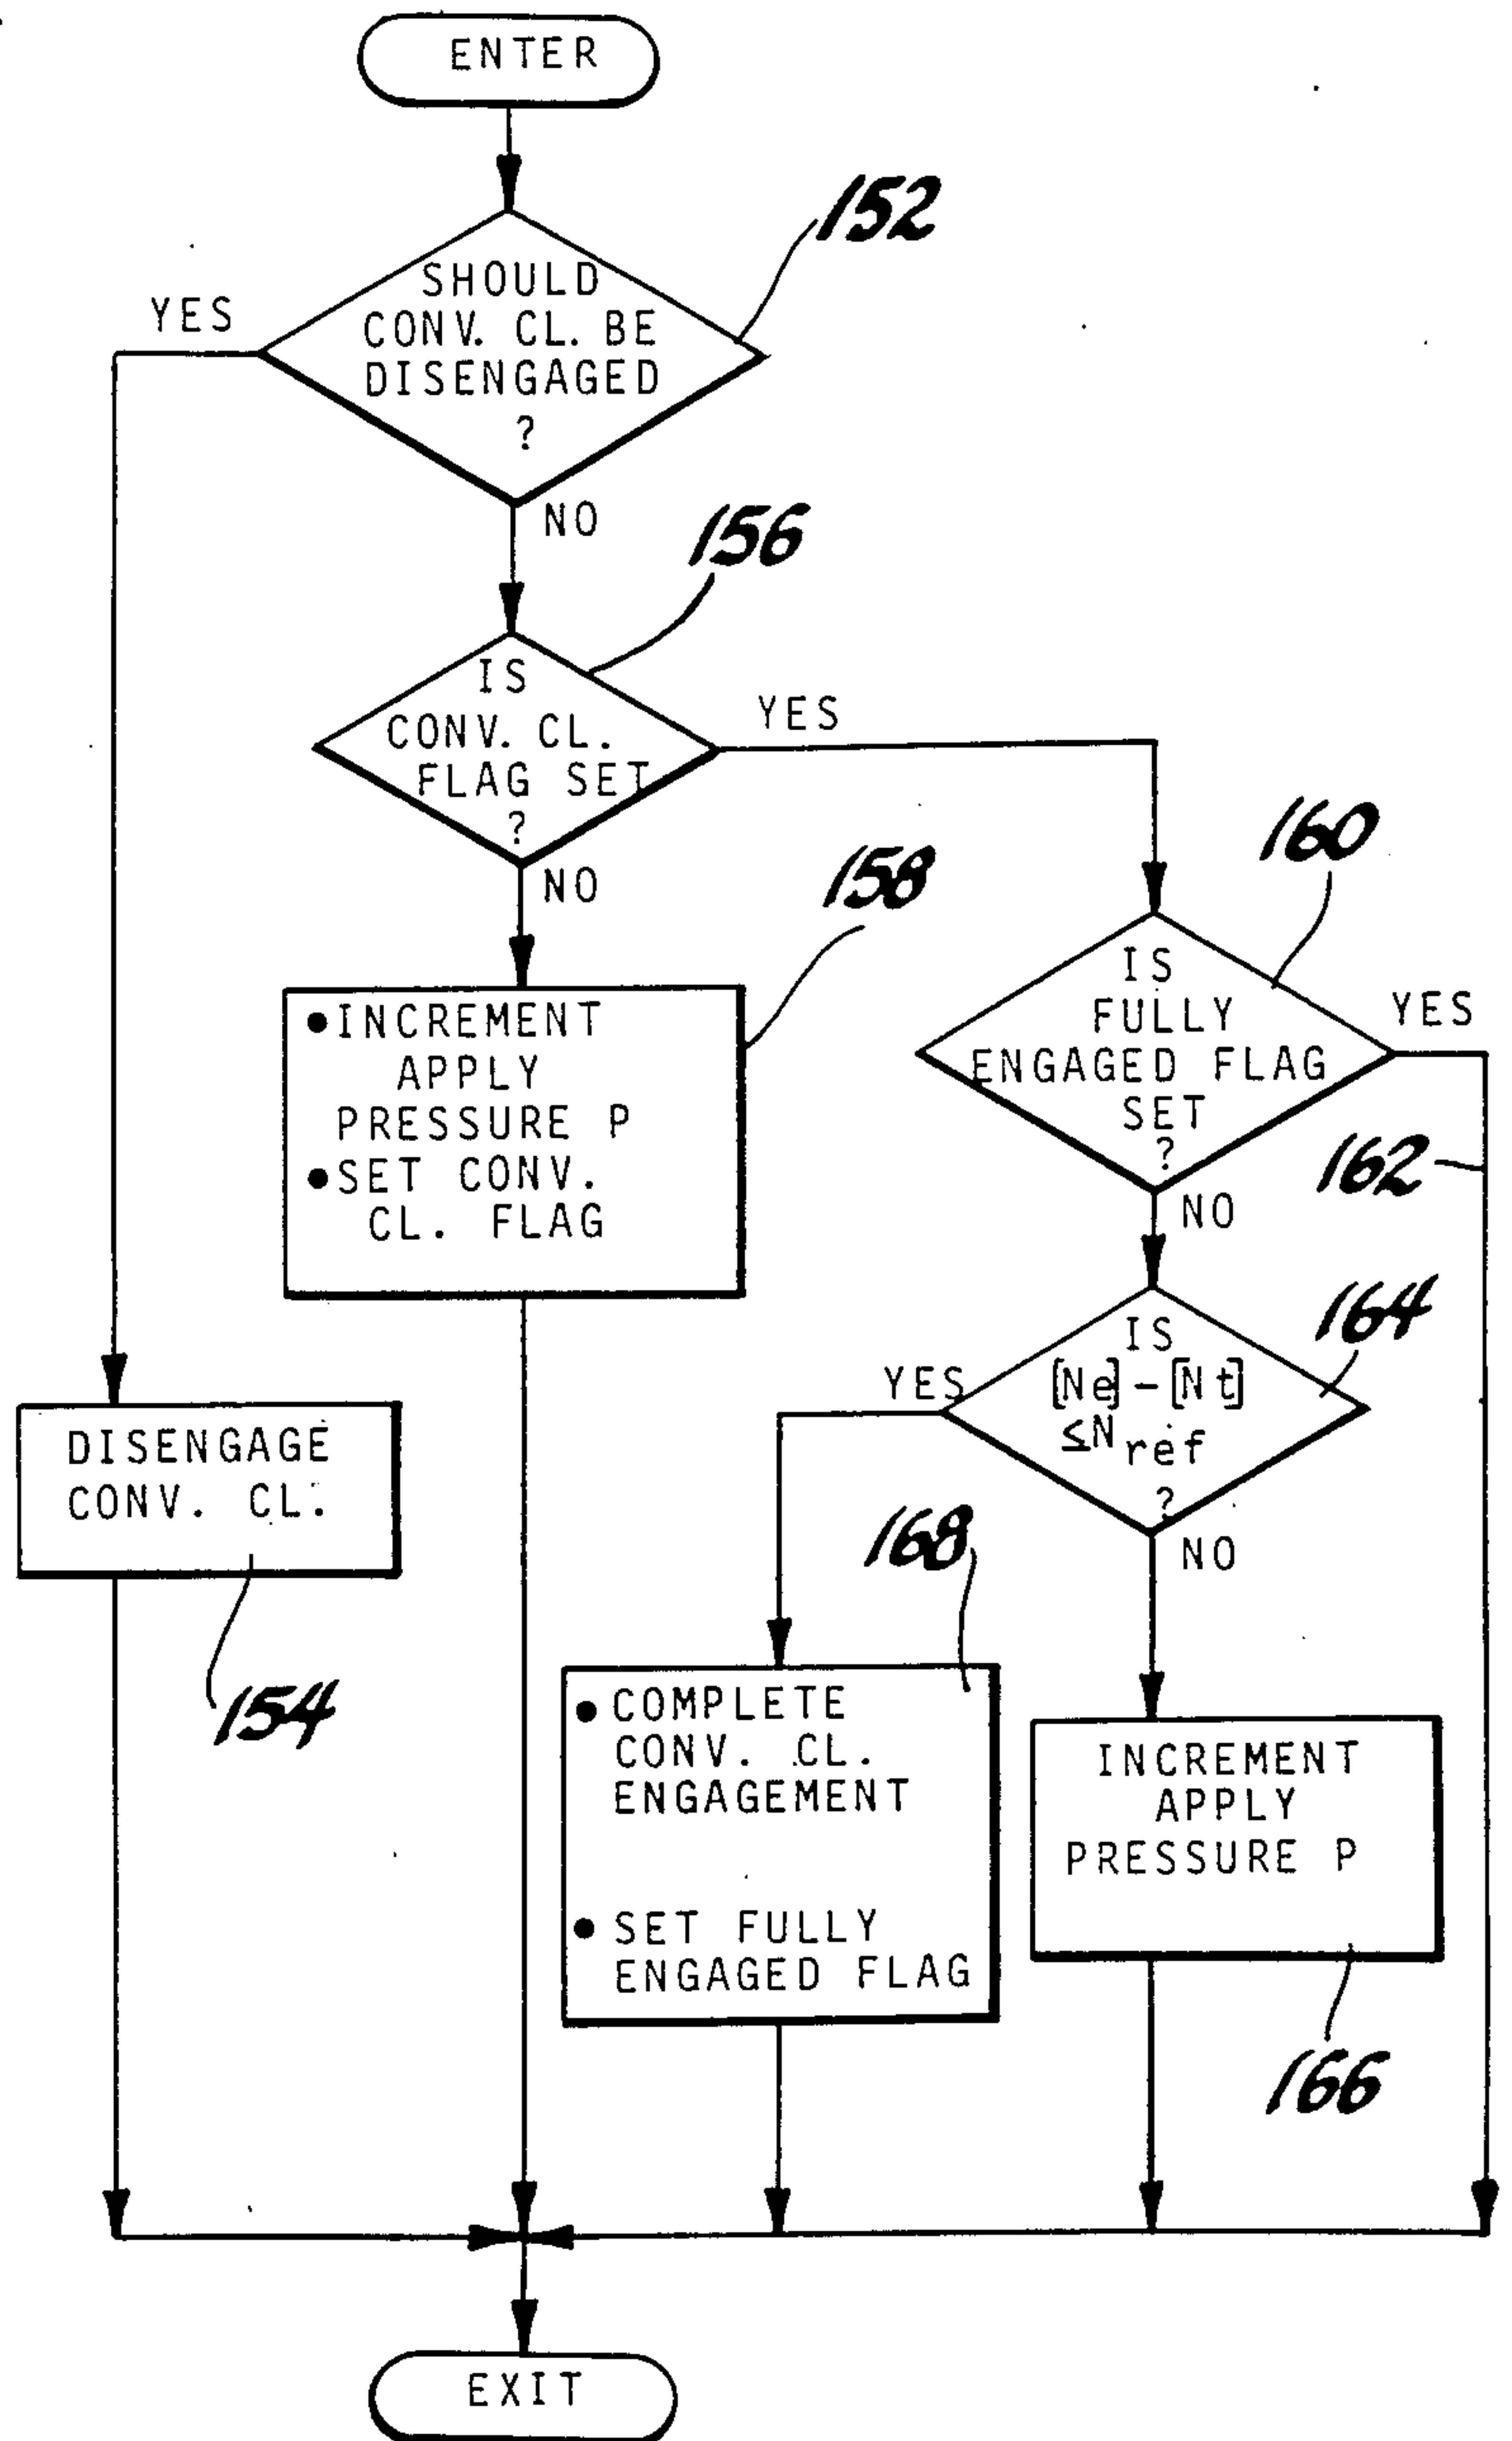 ENTER
152
SHOULD
CONV. CL. BE
DISENGAGED
?
YES
NO
156
IS
CONV. CL.
FLAG SET
?
YES
NO
158
• INCREMENT
APPLY
PRESSURE P
• SET CONV.
CL. FLAG
160
IS
FULLY
ENGAGED FLAG
SET
?
YES
162
NO
164
IS
[Ne] - [Nt]
≤N ref
?
YES
NO
DISENGAGE
CONV. CL.
154
168
• COMPLETE
CONV. CL.
ENGAGEMENT
• SET FULLY
ENGAGED FLAG
INCREMENT
APPLY
PRESSURE P
166
EXIT